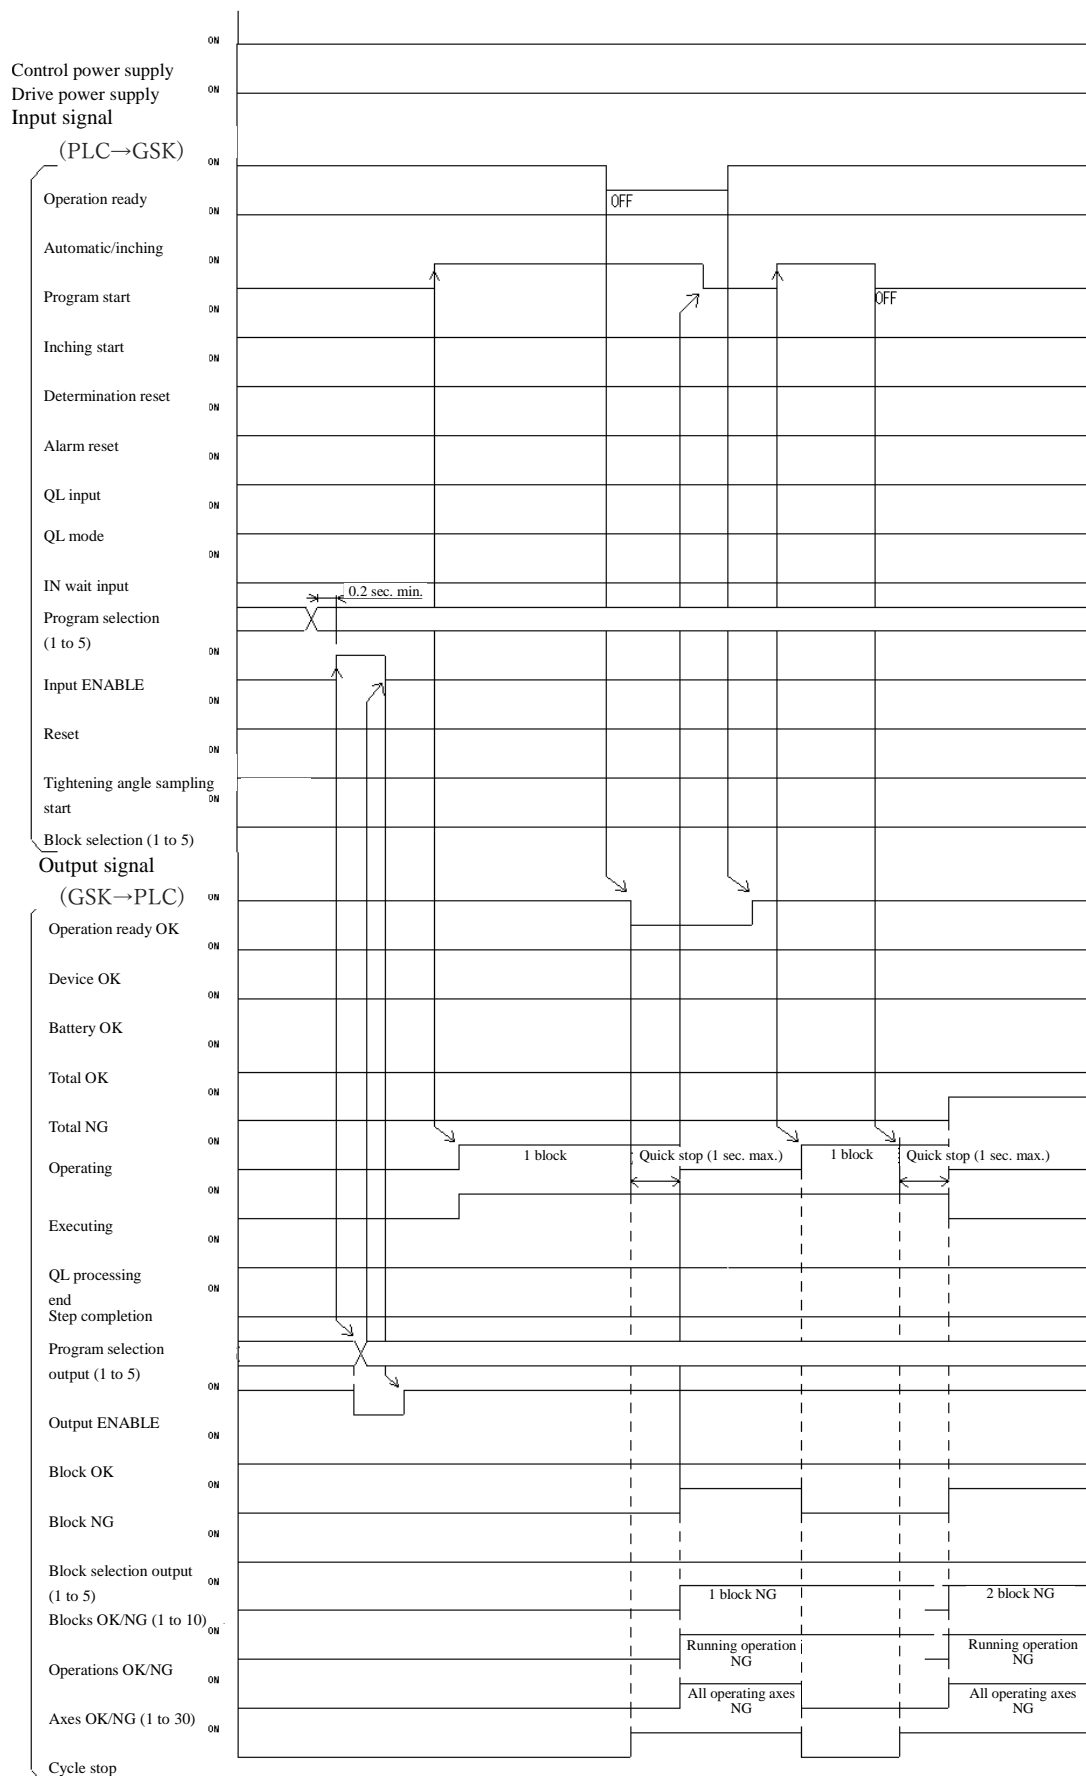 ON
Control power supply
ON
Drive power supply
Input signal
(PLC→GSK)
ON
Operation ready
OFF
ON
Automatic/inching
ON
Program start
OFF
ON
Inching start
ON
Determination reset
ON
Alarm reset
ON
QL input
ON
QL mode
ON
IN wait input
0.2 sec. min.
Program selection
(1 to 5)
ON
Input ENABLE
ON
Reset
ON
Tightening angle sampling
start
ON
Block selection (1 to 5)
Output signal
(GSK→PLC)
ON
Operation ready OK
ON
Device OK
ON
Battery OK
ON
Total OK
ON
Total NG
ON
Operating
1 block
Quick stop (1 sec. max.)
1 block
Quick stop (1 sec. max.)
ON
Executing
ON
QL processing
end
ON
Step completion
Program selection
output (1 to 5)
ON
Output ENABLE
ON
Block OK
ON
Block NG
ON
Block selection output
(1 to 5)
ON
1 block NG
2 block NG
Blocks OK/NG (1 to 10)
ON
Running operation
NG
Running operation
NG
Operations OK/NG
ON
All operating axes
NG
All operating axes
NG
Axes OK/NG (1 to 30)
ON
Cycle stop